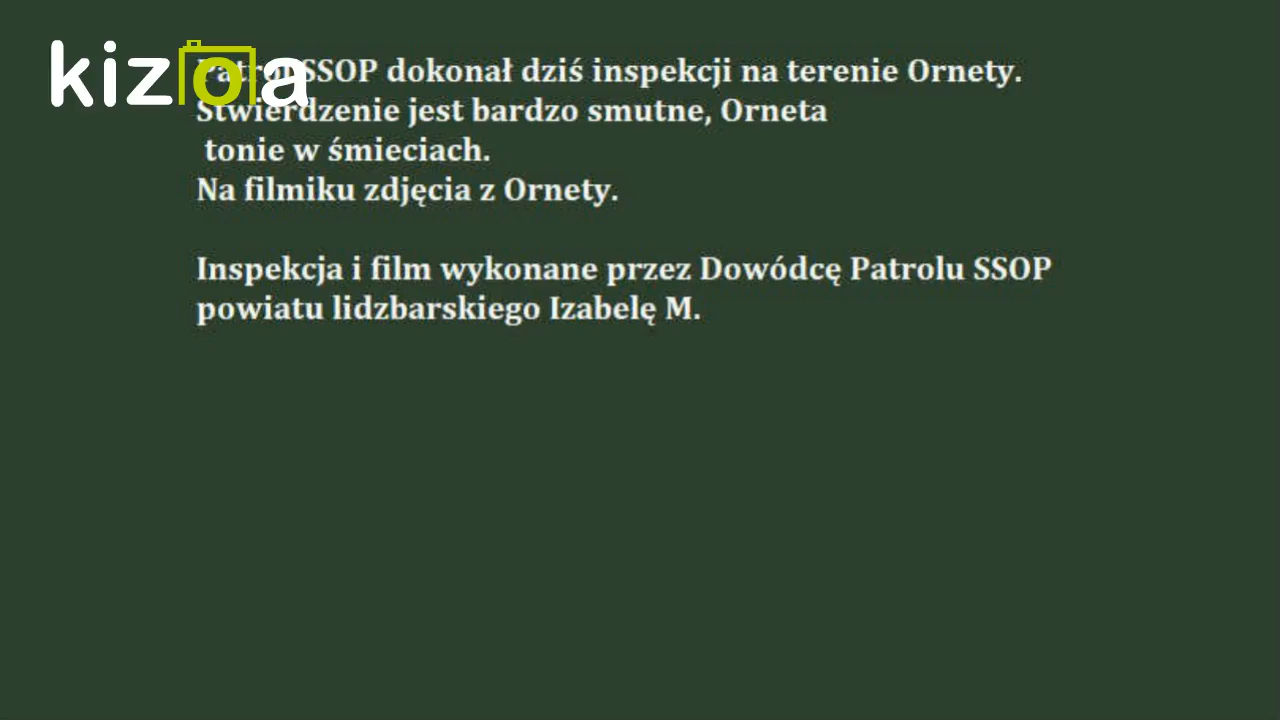 kizoa
Patrol SSOP dokonał dziś inspekcji na terenie Ornety.
Stwierdzenie jest bardzo smutne, Orneta
tonie w śmieciach.
Na filmiku zdjęcia z Ornety.
Inspekcja i film wykonane przez Dowódcę Patrolu SSOP
powiatu lidzbarskiego Izabelę M.